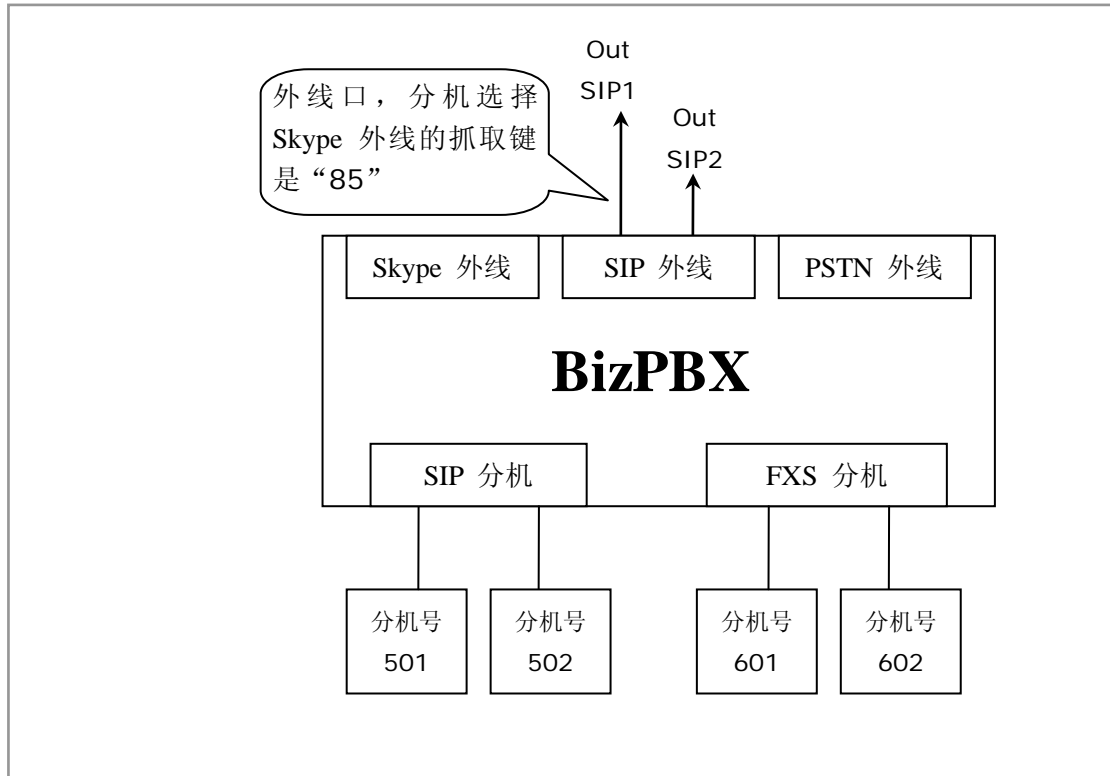 Out
SIP1
外线口，分机选择
Skype 外线的抓取键
是“85”
Out
SIP2
Skype 外线
SIP 外线
PSTN 外线
BizPBX
SIP 分机
FXS 分机
分机号
501
分机号
502
分机号
601
分机号
602